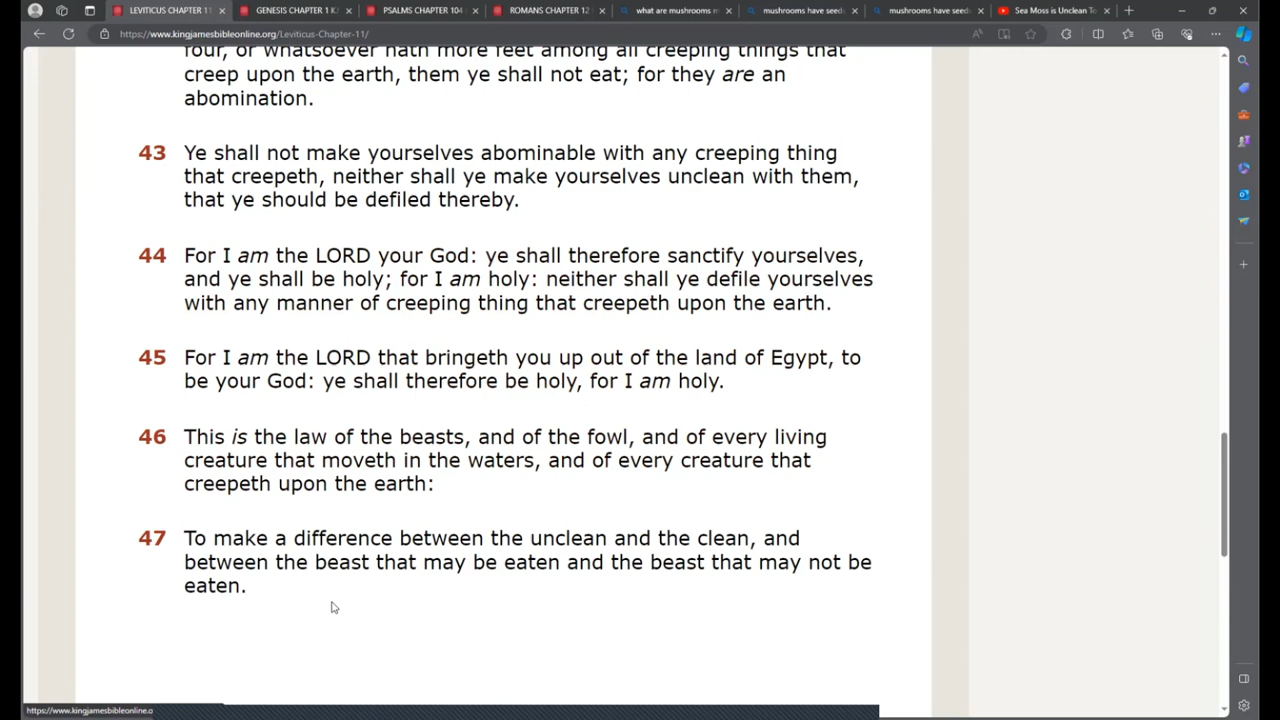 LEVITICUS CHAPTER 11
GENESIS CHAPTER 1 K
PSALMS CHAPTER 104
ROMANS CHAPTER 12
what are mushrooms m
mushrooms have seed
mushrooms have seed
Sea Moss is Unclean To
https://www.kingjamesbibleonline.org/Leviticus-Chapter-11/
four, or whatsoever hath more feet among all creeping things that
creep upon the earth, them ye shall not eat; for they are an
abomination.
43 Ye shall not make yourselves abominable with any creeping thing
that creepeth, neither shall ye make yourselves unclean with them,
that ye should be defiled thereby.
44 For I am the LORD your God: ye shall therefore sanctify yourselves,
and ye shall be holy; for I am holy: neither shall ye defile yourselves
with any manner of creeping thing that creepeth upon the earth.
45 For I am the LORD that bringeth you up out of the land of Egypt, to
be your God: ye shall therefore be holy, for I am holy.
46 This is the law of the beasts, and of the fowl, and of every living
creature that moveth in the waters, and of every creature that
creepeth upon the earth:
47 To make a difference between the unclean and the clean, and
between the beast that may be eaten and the beast that may not be
eaten.
https://www.kingjamesbibleonline.o